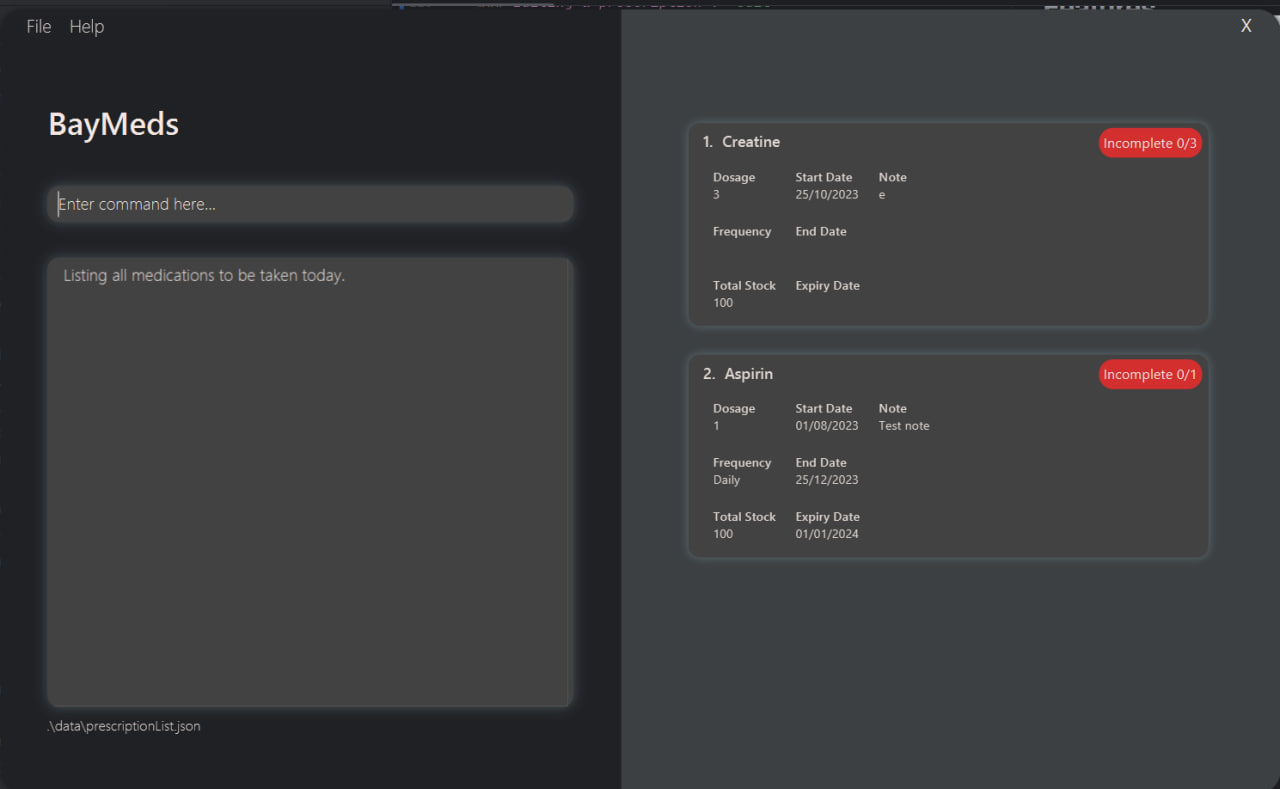 File Help
X
BayMeds
Enter command here...
Listing all medications to be taken today.
.\data\prescriptionList.json
1. Creatine
Incomplete 0/3
Dosage Start Date Note
3 25/10/2023 e
Frequency End Date
Total Stock Expiry Date
100
2. Aspirin
Incomplete 0/1
Dosage Start Date Note
1 01/08/2023 Test note
Frequency End Date
Daily 25/12/2023
Total Stock Expiry Date
100 01/01/2024